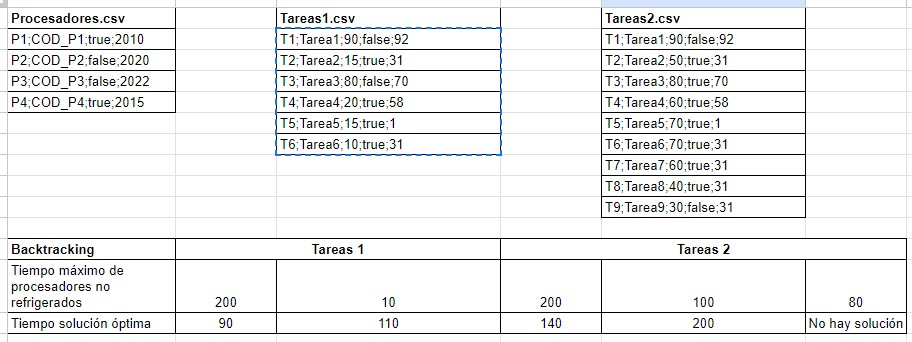 Procesadores.csv Tareas1.csv Tareas2.csv
P1;COD_P1;true;2010 T1;Tarea1;90;false;92 T1;Tarea1;90;false;92
P2;COD_P2;false;2020 T2;Tarea2;15;true;31 T2;Tarea2;50;true;31
P3;COD_P3;false;2022 T3;Tarea3;80;false;70 T3;Tarea3;80;true;70
P4;COD_P4;true;2015 T4;Tarea4;20;true;58 T4;Tarea4;60;true;58
T5;Tarea5;15;true;1 T5;Tarea5;70;true;1
T6;Tarea6;10;true;31 T6;Tarea6;70;true;31
T7;Tarea7;60;true;31
T8;Tarea8;40;true;31
T9;Tarea9;30;false;31
Backtracking Tareas 1 Tareas 2
Tiempo máximo de
procesadores no
refrigerados 200 10 200 100 80
Tiempo solución óptima 90 110 140 200 No hay solución